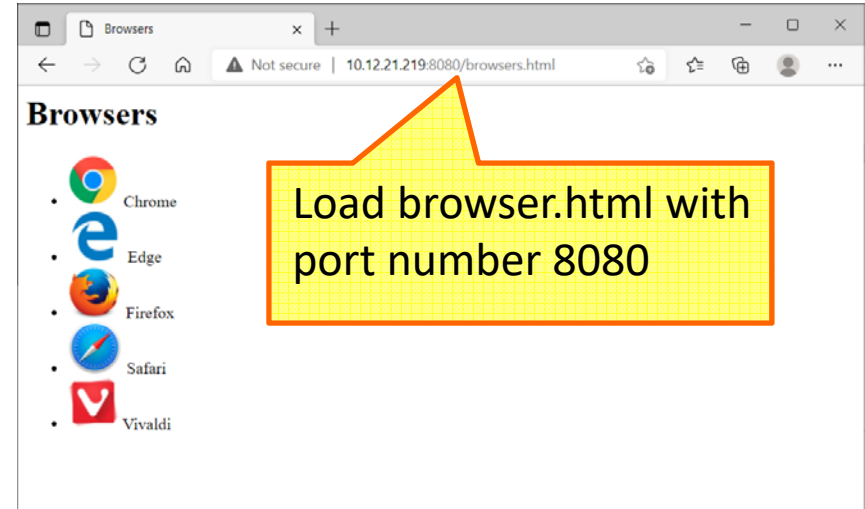 Browsers
Not secure | 10.12.21.219:8080/browsers.html
Browsers
Chrome
Edge
Firefox
Safari
Vivaldi
Load browser.html with
port number 8080